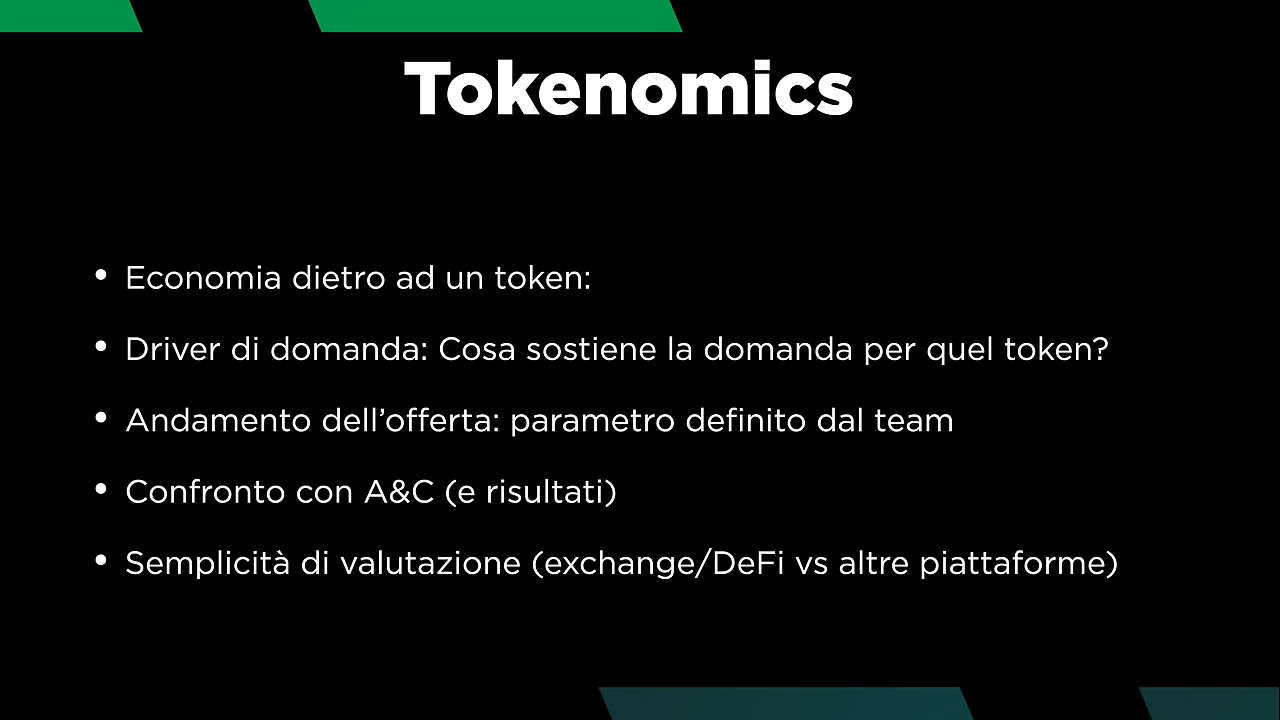 Tokenomics
• Economia dietro ad un token:
• Driver di domanda: Cosa sostiene la domanda per quel token?
• Andamento dell’offerta: parametro definito dal team
• Confronto con A&C (e risultati)
• Semplicità di valutazione (exchange/DeFi vs altre piattaforme)